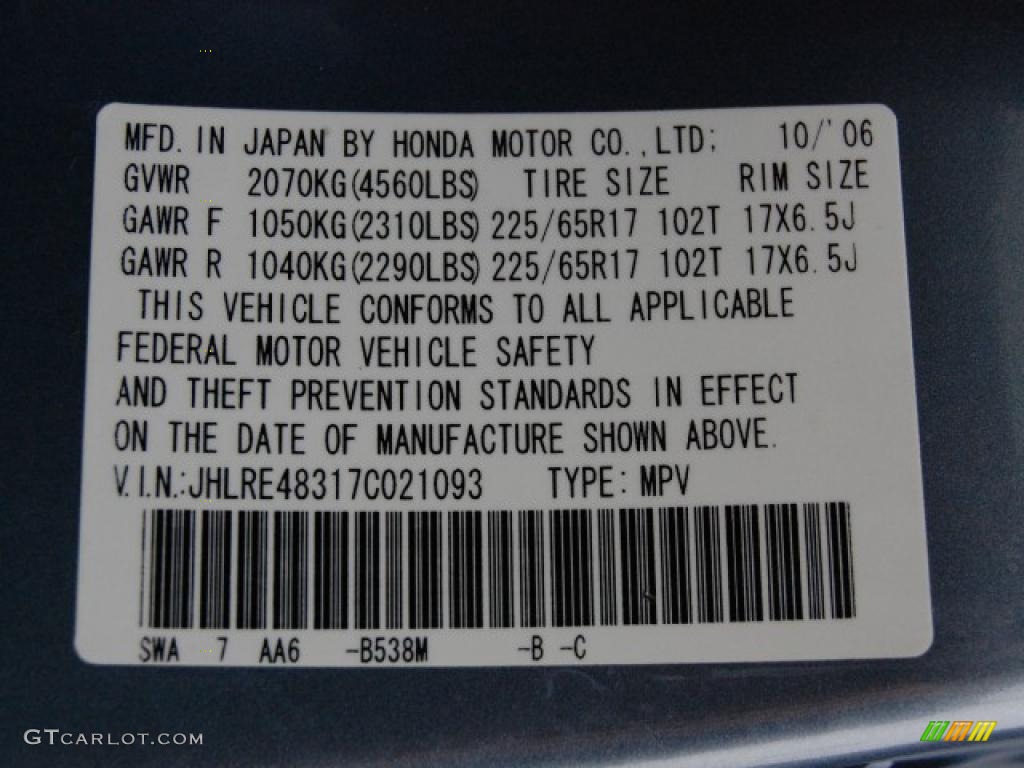 MFD. IN JAPAN BY HONDA MOTOR CO.,LTD; 10/'06
GVWR 2070KG(4560LBS) TIRE SIZE RIM SIZE
GAWR F 1050KG(2310LBS) 225/65R17 102T 17X6.5J
GAWR R 1040KG(2290LBS) 225/65R17 102T 17X6.5J
THIS VEHICLE CONFORMS TO ALL APPLICABLE
FEDERAL MOTOR VEHICLE SAFETY
AND THEFT PREVENTION STANDARDS IN EFFECT
ON THE DATE OF MANUFACTURE SHOWN ABOVE.
V.I.N.:JHLRE48317C021093 TYPE: MPV
SWA 7 AA6 -B538M -B -C
GTCARLOT.COM